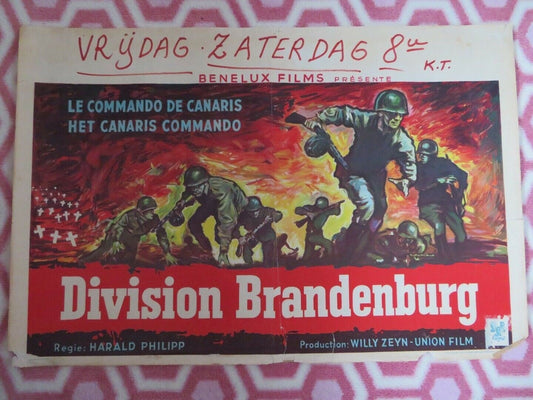 VRŸDAG · ZATERDAG 8ᵘ K.T.
BENELUX FILMS PRÉSENTE
LE COMMANDO DE CANARIS
HET CANARIS COMMANDO
Division Brandenburg
Regie: HARALD PHILIPP
Production: WILLY ZEYN-UNION FILM